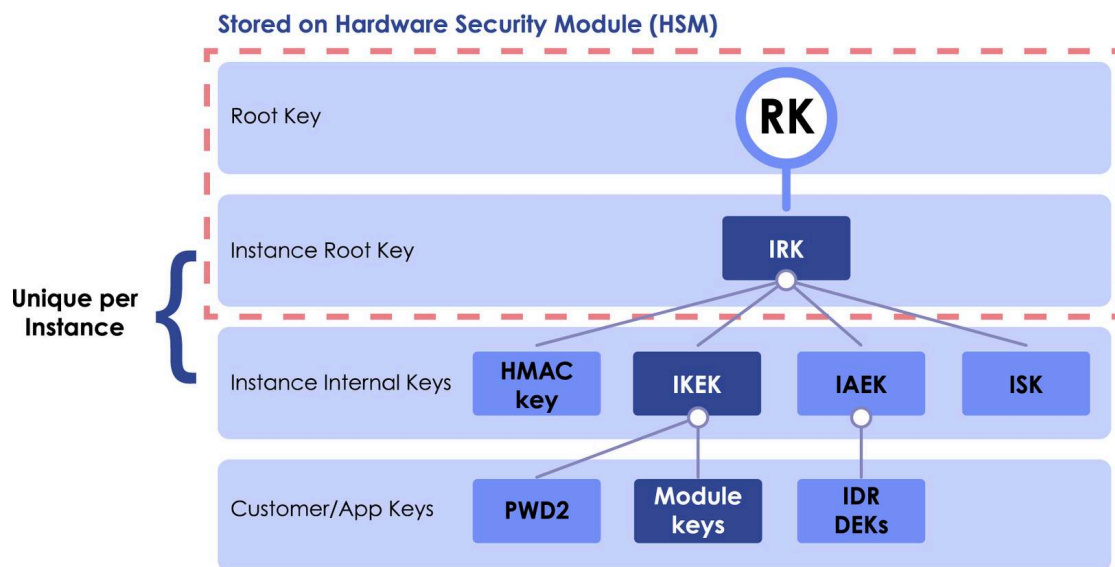 Stored on Hardware Security Module (HSM)
Root Key
RK
Instance Root Key
IRK
Unique per
Instance
Instance Internal Keys
HMAC
key
IKEK
IAEK
ISK
Customer/App Keys
PWD2
Module
keys
IDR
DEKs